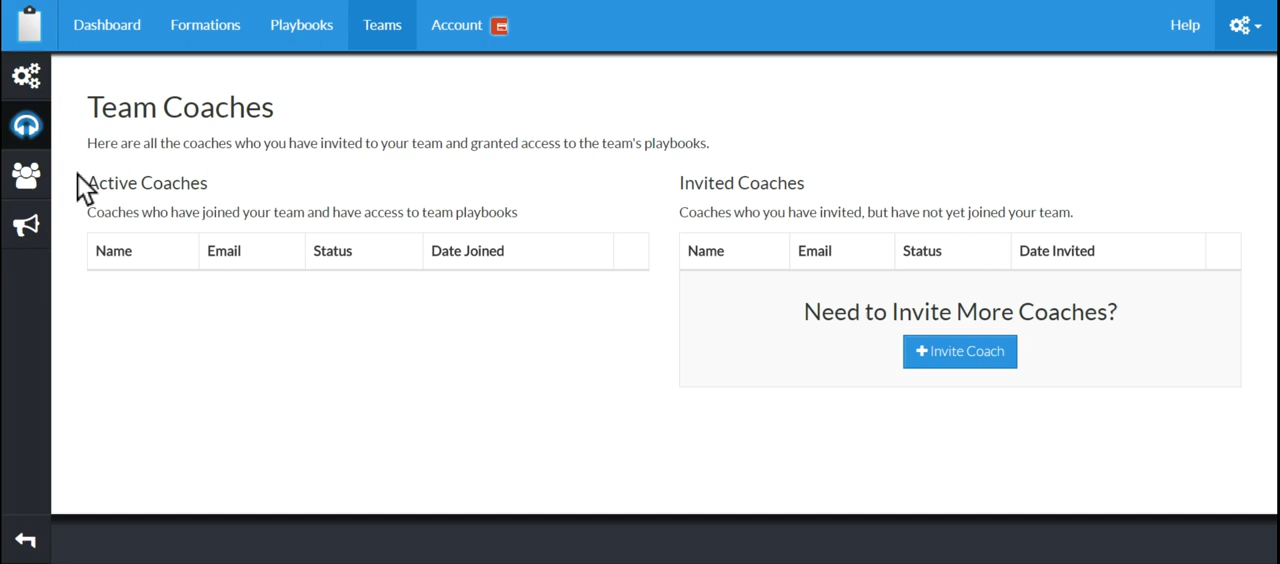 Dashboard Formations Playbooks Teams Account Help
Team Coaches
Here are all the coaches who you have invited to your team and granted access to the team's playbooks.
Active Coaches
Coaches who have joined your team and have access to team playbooks
Name Email Status Date Joined
Invited Coaches
Coaches who you have invited, but have not yet joined your team.
Name Email Status Date Invited
Need to Invite More Coaches?
Invite Coach